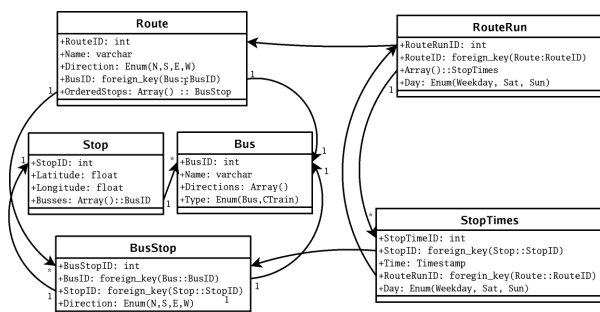 Route
+RouteID: int
+Name: varchar
+Direction: Enum(N,S,E,W)
+BusID: foreign_key(Bus::BusID)
+OrderedStops: Array() :: BusStop
RouteRun
+RouteRunID: int
+RouteID: foreign_key(Route:RouteID)
+Array()::StopTimes
+Day: Enum(Weekday, Sat, Sun)
1
1
1
Stop
+StopID: int
+Latitude: float
+Longitude: float
+Busses: Array()::BusID
1
*
1
Bus
+BusID: int
+Name: varchar
+Directions: Array()
+Type: Enum(Bus,CTrain)
1
1
BusStop
+BusStopID: int
+BusID: foreign_key(Bus::BusID)
+StopID: foreign_key(Stop::StopID)
+Direction: Enum(N,S,E,W)
*
1
1
1
StopTimes
+StopTimeID: int
+StopID: foreign_key(Stop::StopID)
+Time: Timestamp
+RouteRunID: foregin_key(Route::RouteID)
+Day: Enum(Weekday, Sat, Sun)
*